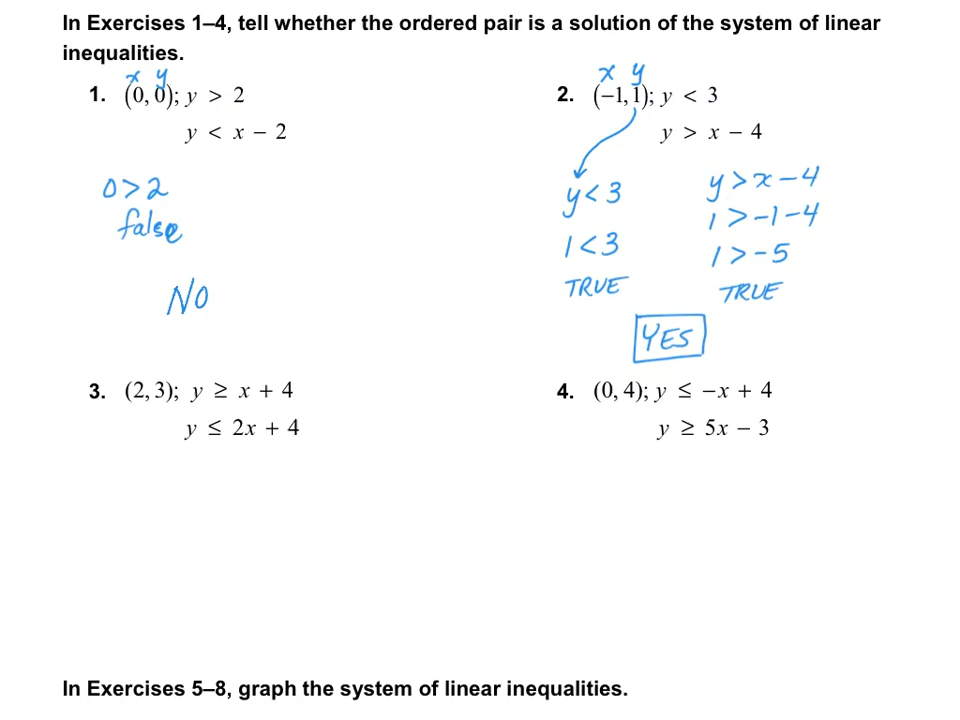 In Exercises 1–4, tell whether the ordered pair is a solution of the system of linear
inequalities.
x y
1. (0, 0); y > 2
y < x − 2
0 > 2
false
NO
x y
2. (−1, 1); y < 3
y > x − 4
y < 3
1 < 3
TRUE
y > x − 4
1 > −1 − 4
1 > −5
TRUE
YES
3. (2, 3); y ≥ x + 4
y ≤ 2x + 4
4. (0, 4); y ≤ −x + 4
y ≥ 5x − 3
In Exercises 5–8, graph the system of linear inequalities.